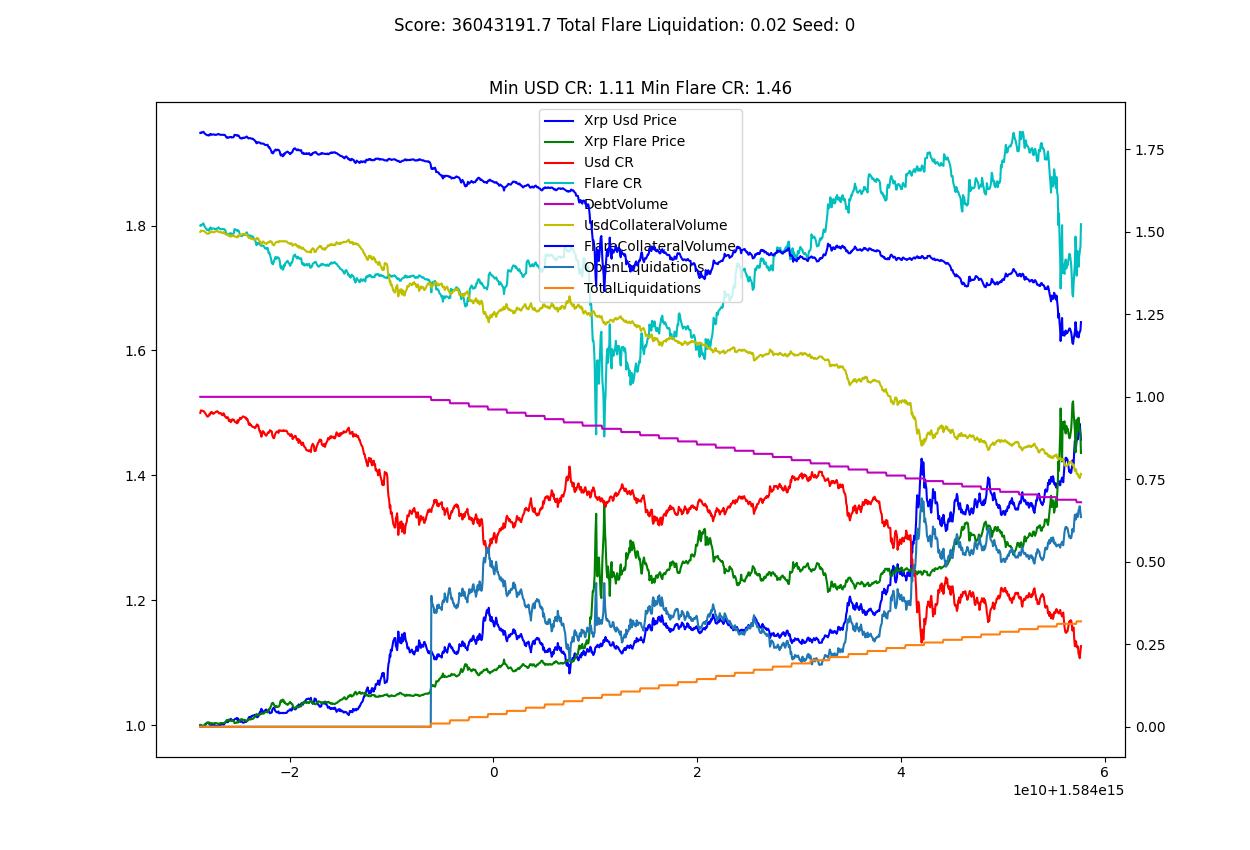 Score: 36043191.7 Total Flare Liquidation: 0.02 Seed: 0
Min USD CR: 1.11 Min Flare CR: 1.46
Xrp Usd Price
Xrp Flare Price
Usd CR
Flare CR
DebtVolume
UsdCollateralVolume
FlareCollateralVolume
OpenLiquidations
TotalLiquidations
1.8
1.6
1.4
1.2
1.0
1.75
1.50
1.25
1.00
0.75
0.50
0.25
0.00
−2 0 2 4 6
1e10+1.584e15